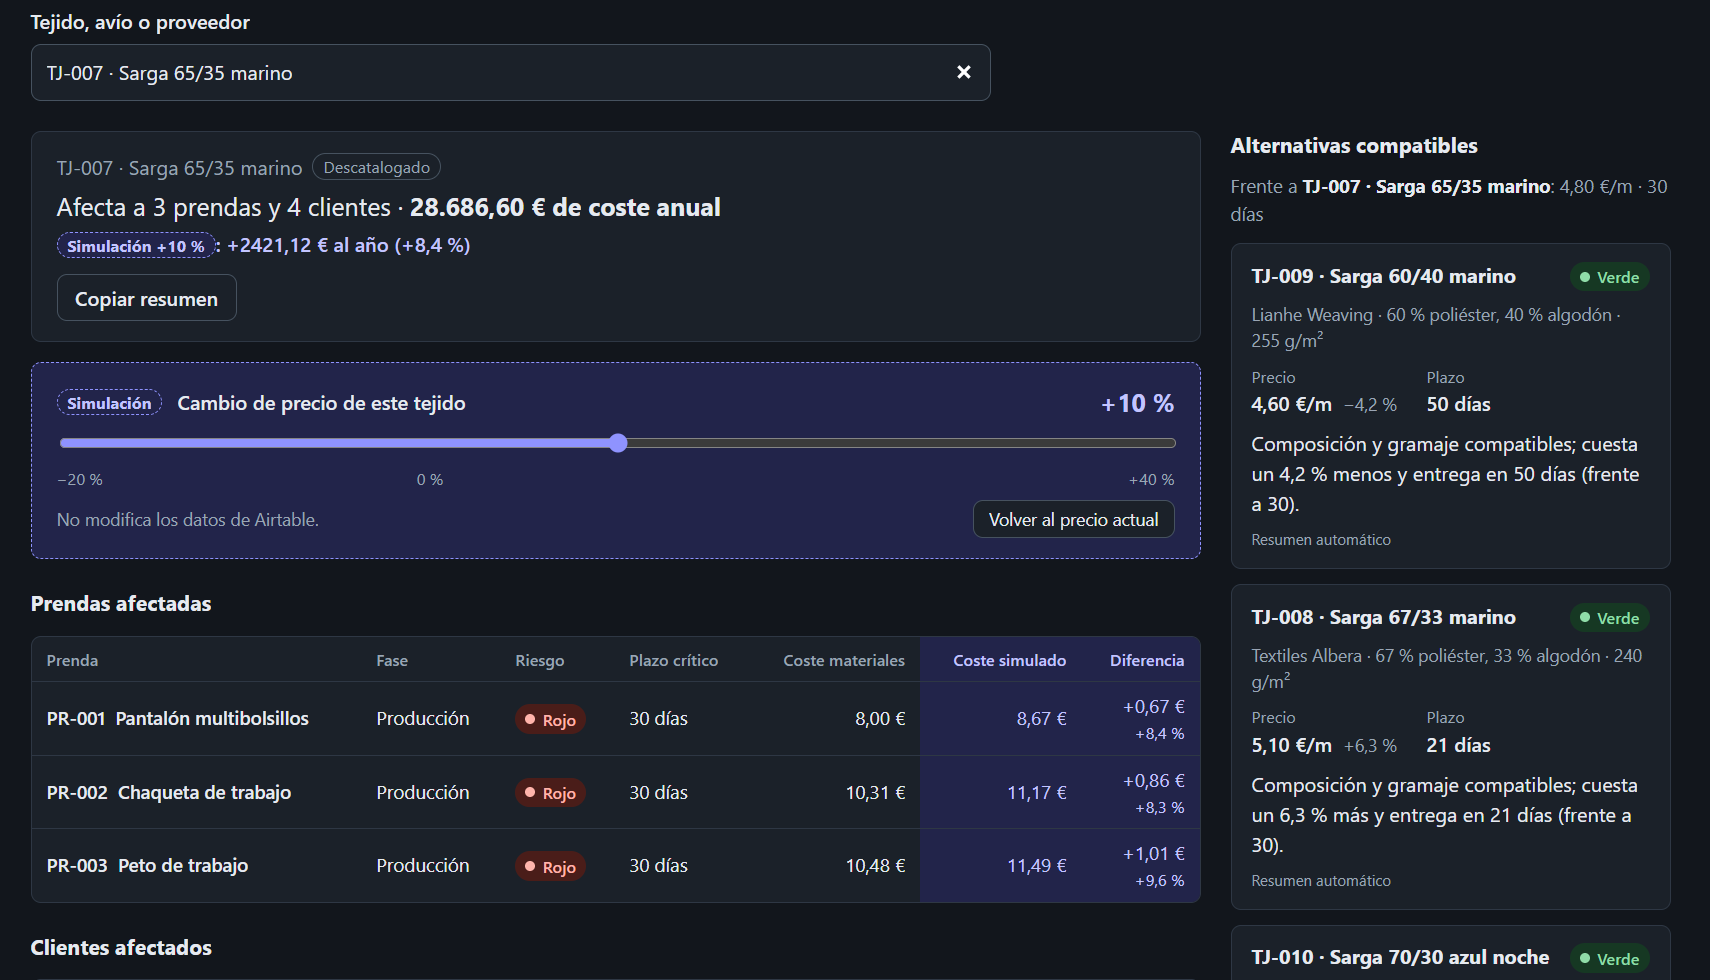 Tejido, avío o proveedor
TJ-007 · Sarga 65/35 marino
TJ-007 · Sarga 65/35 marino Descatalogado
Afecta a 3 prendas y 4 clientes · 28.686,60 € de coste anual
Simulación +10 % : +2421,12 € al año (+8,4 %)
Copiar resumen
Simulación Cambio de precio de este tejido +10 %
−20 % 0 % +40 %
No modifica los datos de Airtable. Volver al precio actual
Prendas afectadas
Prenda Fase Riesgo Plazo crítico Coste materiales Coste simulado Diferencia
PR-001 Pantalón multibolsillos Producción Rojo 30 días 8,00 € 8,67 € +0,67 €
+8,4 %
PR-002 Chaqueta de trabajo Producción Rojo 30 días 10,31 € 11,17 € +0,86 €
+8,3 %
PR-003 Peto de trabajo Producción Rojo 30 días 10,48 € 11,49 € +1,01 €
+9,6 %
Clientes afectados
Alternativas compatibles
Frente a TJ-007 · Sarga 65/35 marino: 4,80 €/m · 30
días
TJ-009 · Sarga 60/40 marino Verde
Lianhe Weaving · 60 % poliéster, 40 % algodón ·
255 g/m²
Precio Plazo
4,60 €/m −4,2 % 50 días
Composición y gramaje compatibles; cuesta
un 4,2 % menos y entrega en 50 días (frente
a 30).
Resumen automático
TJ-008 · Sarga 67/33 marino Verde
Textiles Albera · 67 % poliéster, 33 % algodón · 240
g/m²
Precio Plazo
5,10 €/m +6,3 % 21 días
Composición y gramaje compatibles; cuesta
un 6,3 % más y entrega en 21 días (frente a
30).
Resumen automático
TJ-010 · Sarga 70/30 azul noche Verde